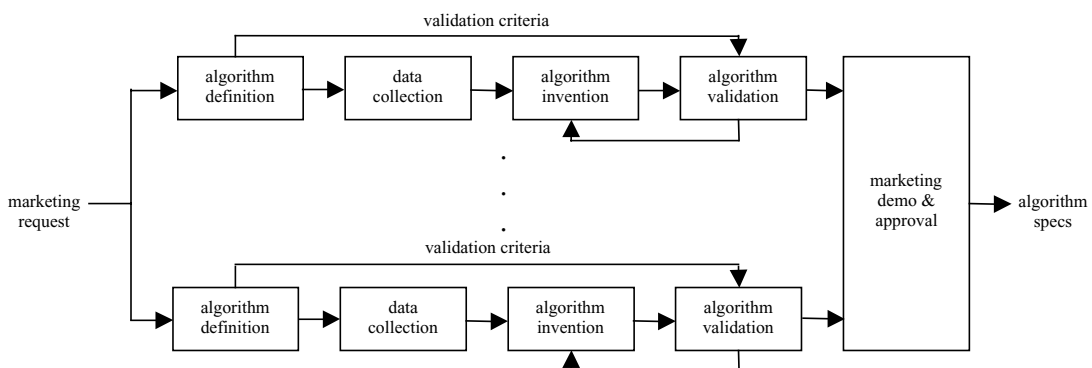 validation criteria
algorithm
definition
data
collection
algorithm
invention
algorithm
validation
marketing
request
marketing
demo &
approval
algorithm
specs
validation criteria
algorithm
definition
data
collection
algorithm
invention
algorithm
validation